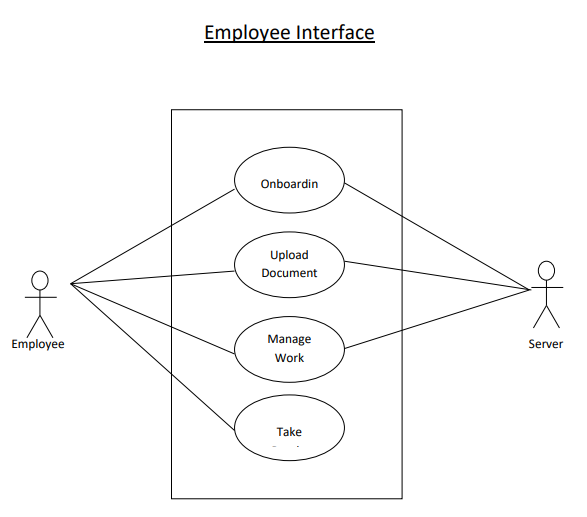 Employee Interface
Onboardin
Upload
Document
Manage
Work
Take
Employee
Server